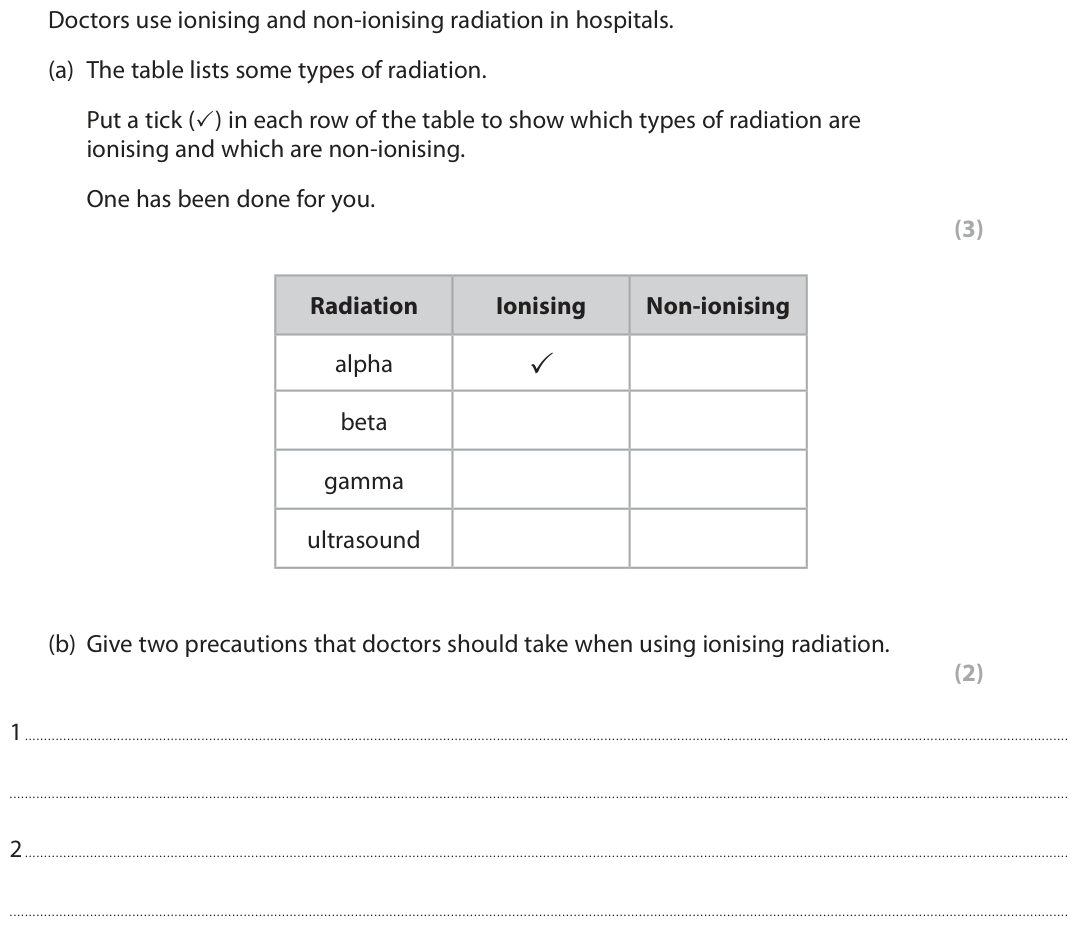 Doctors use ionising and non-ionising radiation in hospitals.
(a) The table lists some types of radiation.
Put a tick (✓) in each row of the table to show which types of radiation are
ionising and which are non-ionising.
One has been done for you.
(3)
Radiation Ionising Non-ionising
alpha ✓
beta
gamma
ultrasound
(b) Give two precautions that doctors should take when using ionising radiation.
(2)
1
2